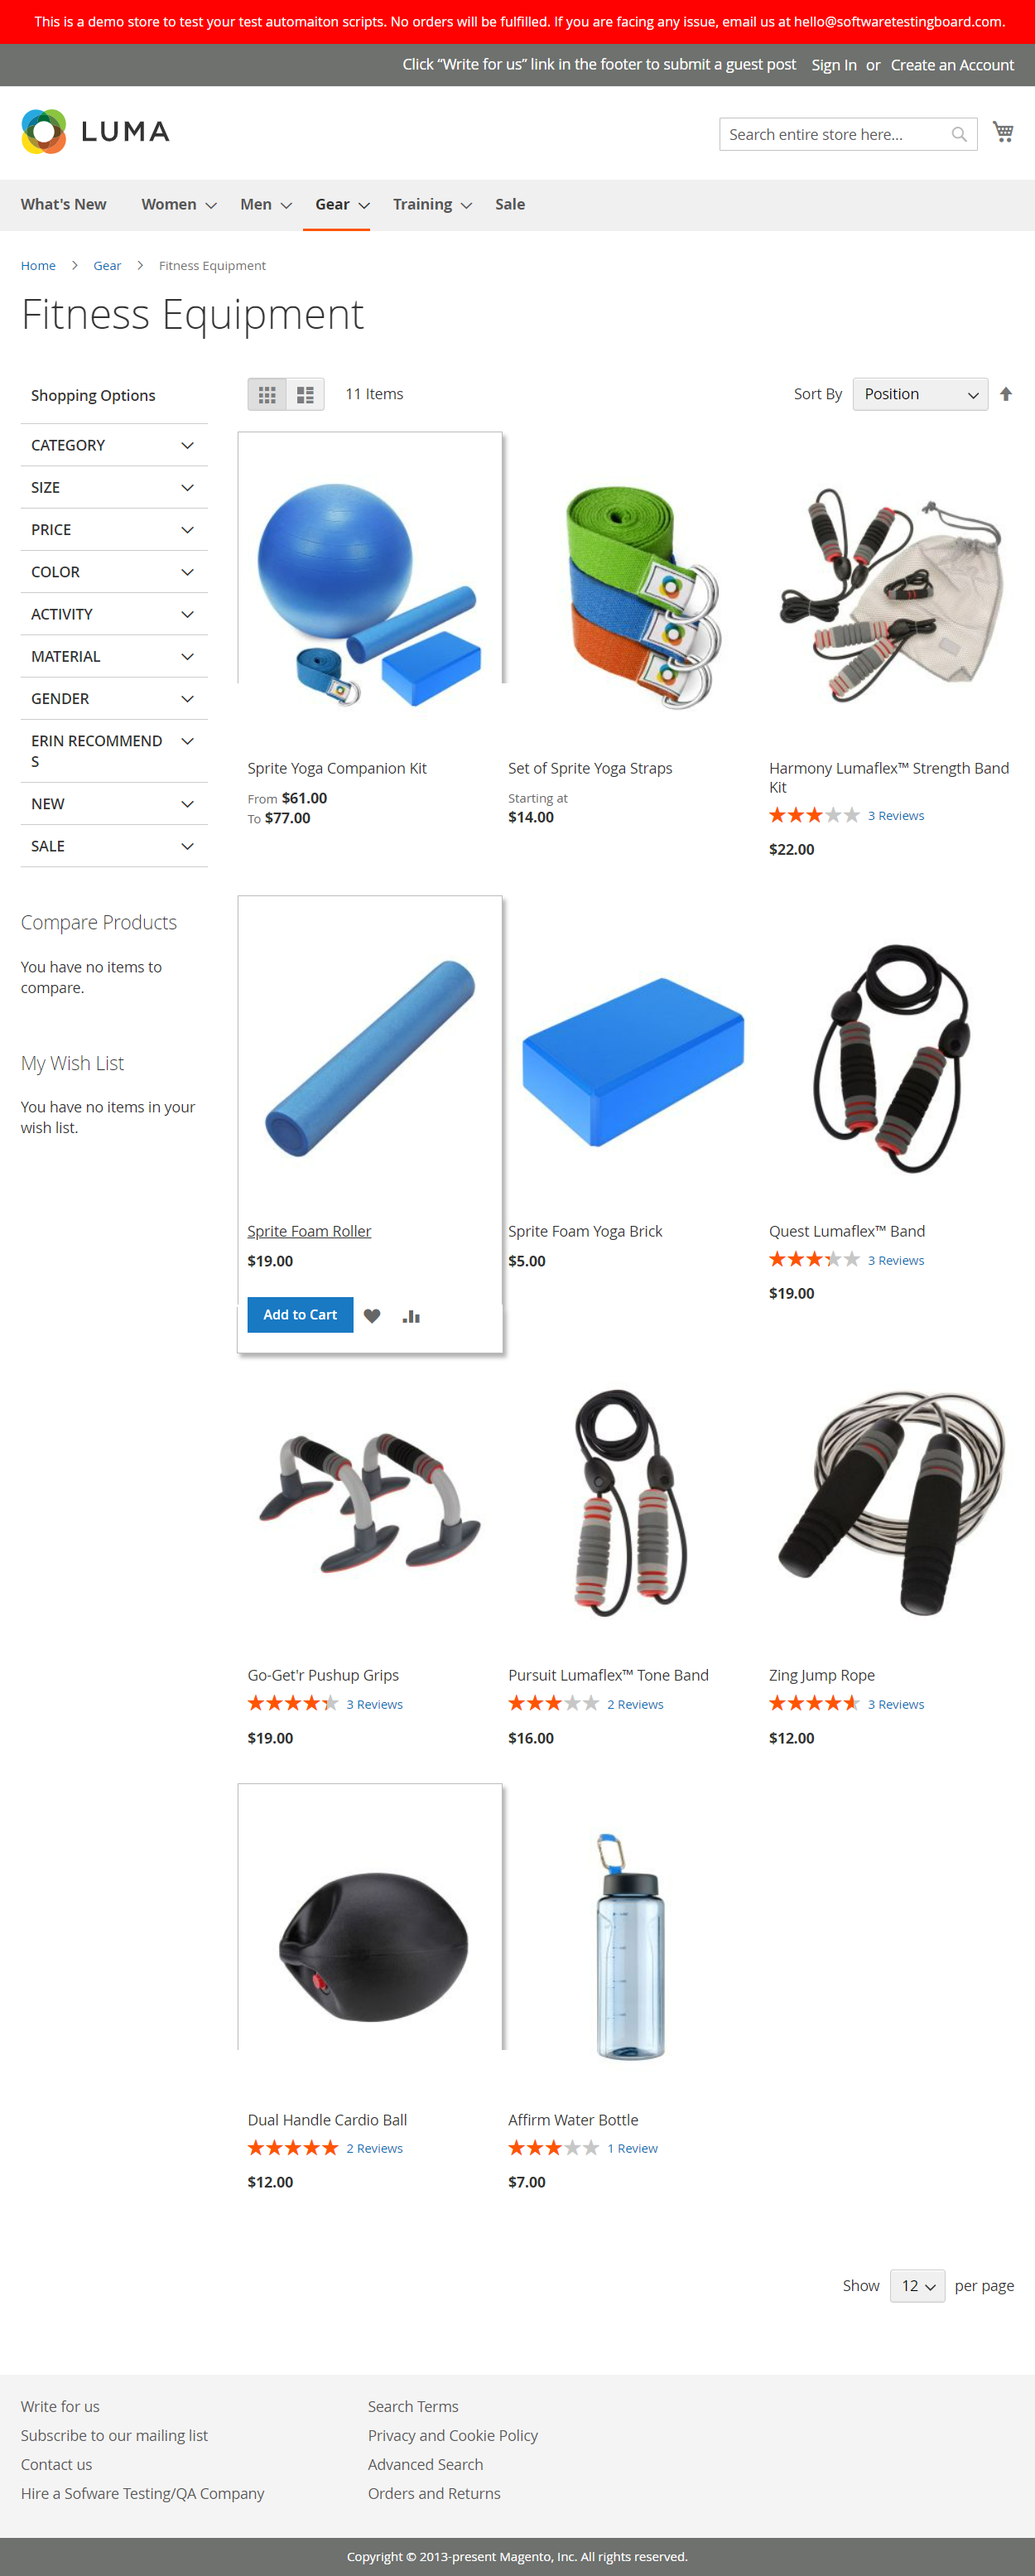 This is a demo store to test your test automaiton scripts. No orders will be fulfilled. If you are facing any issue, email us at hello@softwaretestingboard.com.
Click “Write for us” link in the footer to submit a guest post Sign In or Create an Account
LUMA
Search entire store here...
What's New Women Men Gear Training Sale
Home Gear Fitness Equipment
Fitness Equipment
Shopping Options
CATEGORY
SIZE
PRICE
COLOR
ACTIVITY
MATERIAL
GENDER
ERIN RECOMMEND
S
NEW
SALE
Compare Products
You have no items to
compare.
My Wish List
You have no items in your
wish list.
11 Items
Sort By Position
Sprite Yoga Companion Kit
From $61.00
To $77.00
Set of Sprite Yoga Straps
Starting at
$14.00
Harmony Lumaflex™ Strength Band
Kit
3 Reviews
$22.00
Sprite Foam Roller
$19.00
Add to Cart
Sprite Foam Yoga Brick
$5.00
Quest Lumaflex™ Band
3 Reviews
$19.00
Go-Get'r Pushup Grips
3 Reviews
$19.00
Pursuit Lumaflex™ Tone Band
2 Reviews
$16.00
Zing Jump Rope
3 Reviews
$12.00
Dual Handle Cardio Ball
2 Reviews
$12.00
Affirm Water Bottle
1 Review
$7.00
Show 12 per page
Write for us
Subscribe to our mailing list
Contact us
Hire a Sofware Testing/QA Company
Search Terms
Privacy and Cookie Policy
Advanced Search
Orders and Returns
Copyright © 2013-present Magento, Inc. All rights reserved.